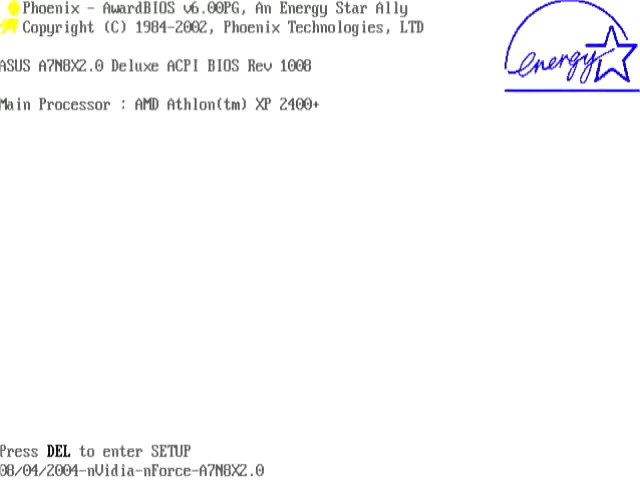 Phoenix - AwardBIOS v6.00PG, An Energy Star Ally
Copyright (C) 1984-2002, Phoenix Technologies, LTD
energy
ASUS A7N8X2.0 Deluxe ACPI BIOS Rev 1008
Main Processor : AMD Athlon(tm) XP 2400+
Press DEL to enter SETUP
08/04/2004-nVidia-nForce-A7N8X2.0